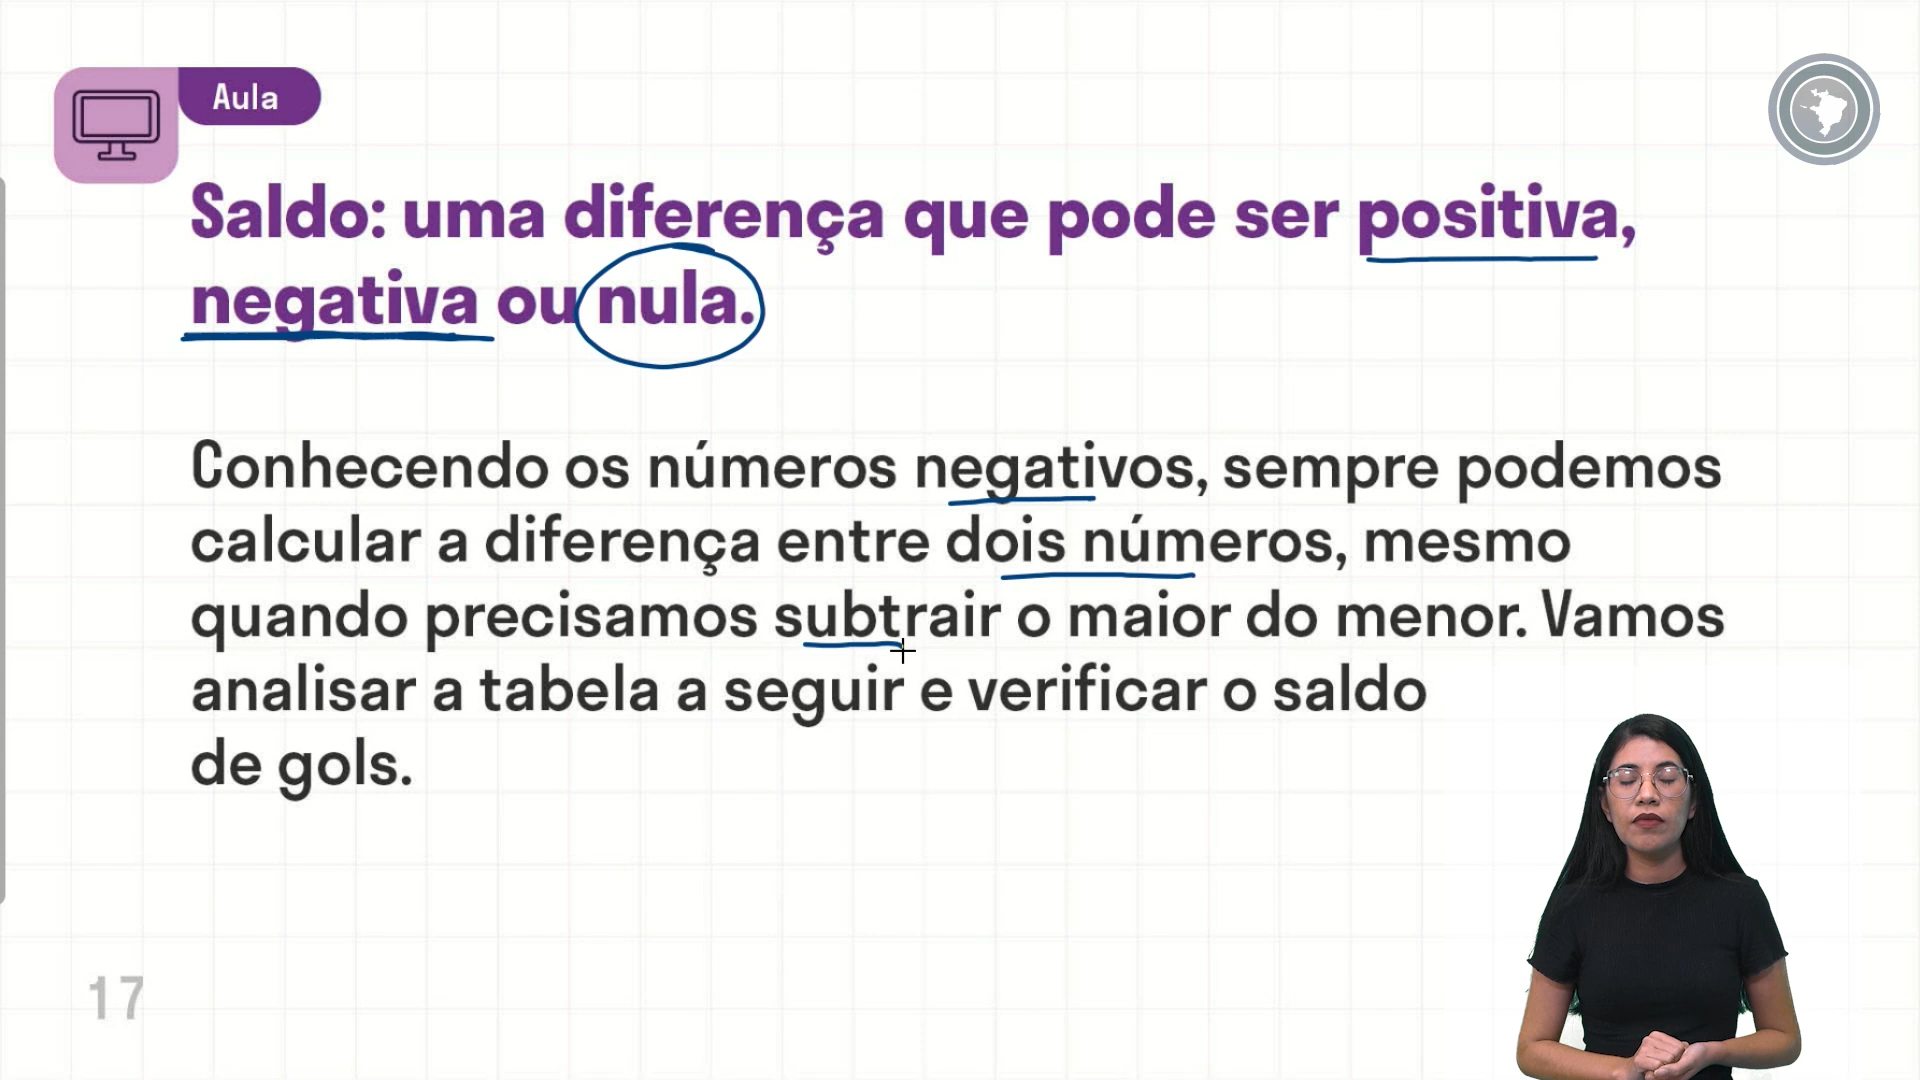 Aula
Saldo: uma diferença que pode ser positiva,
negativa ou nula.
Conhecendo os números negativos, sempre podemos
calcular a diferença entre dois números, mesmo
quando precisamos subtrair o maior do menor. Vamos
analisar a tabela a seguir e verificar o saldo
de gols.
17